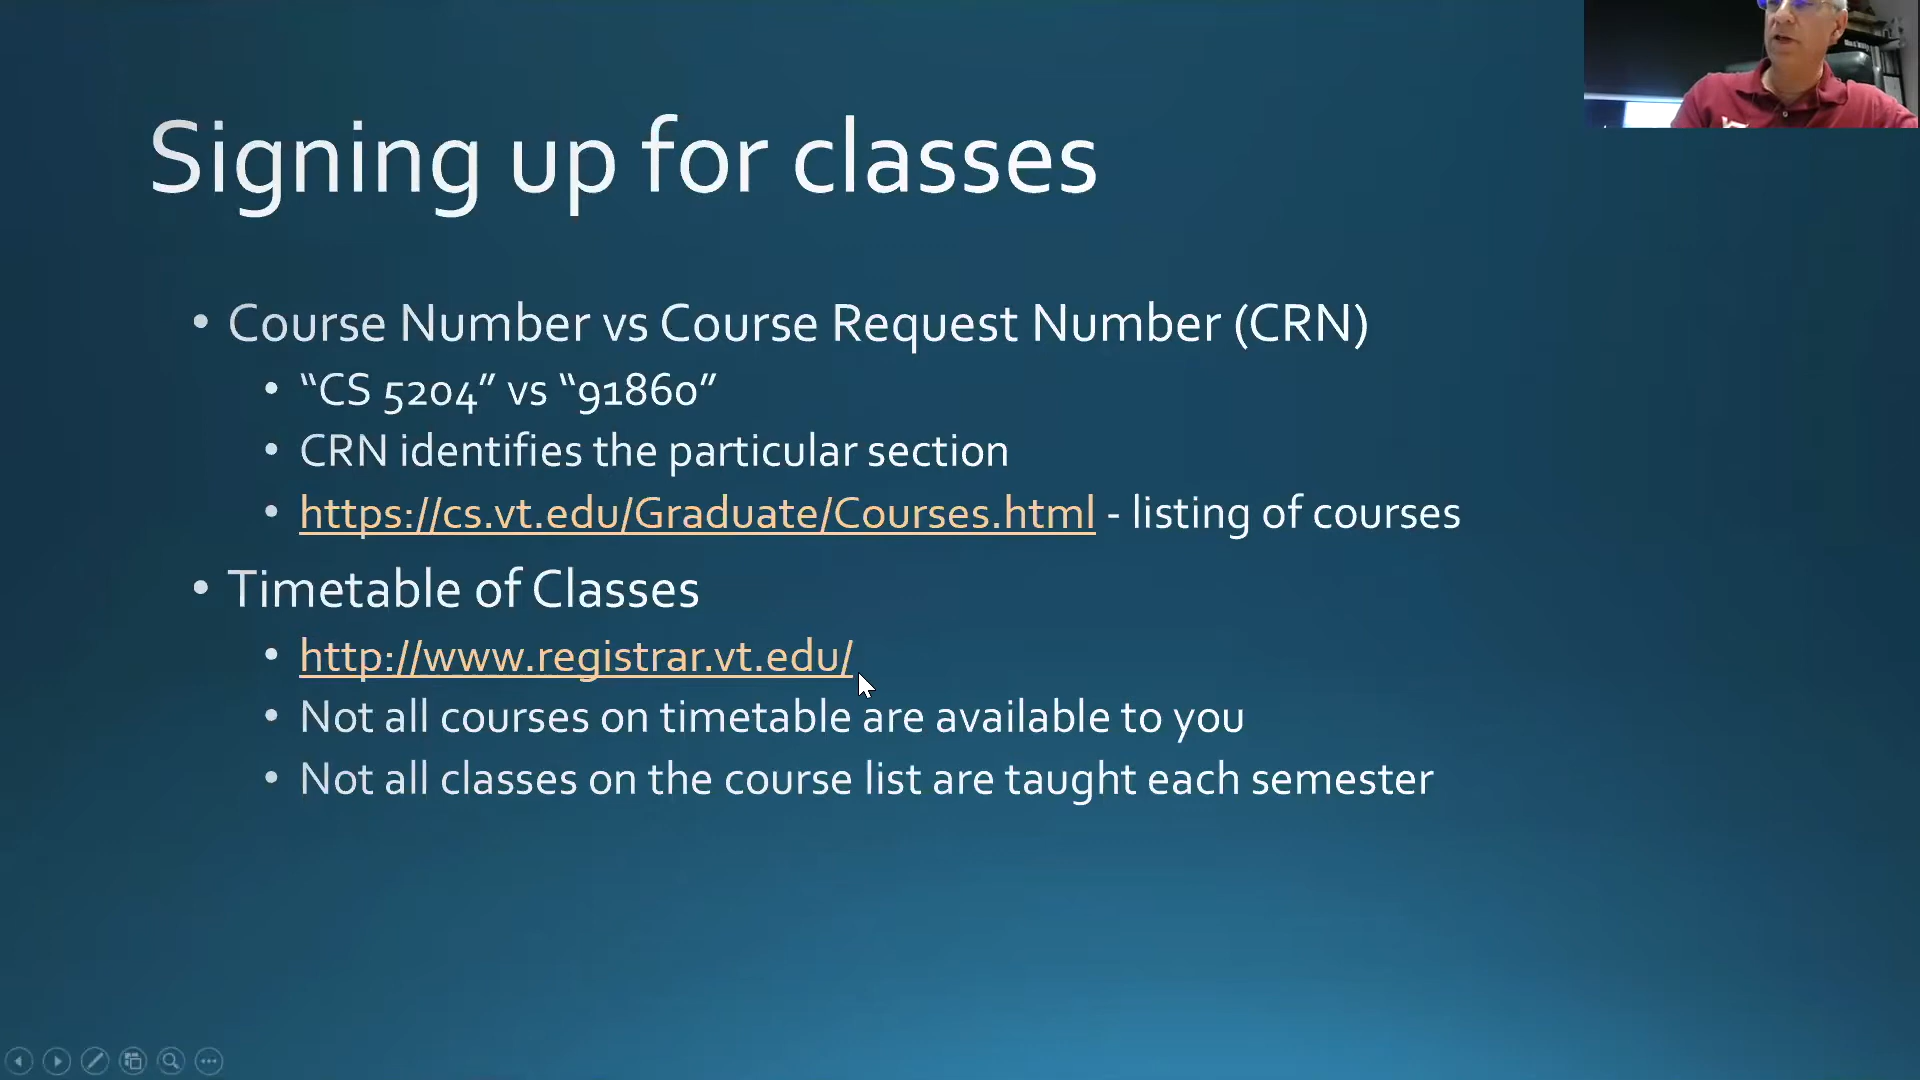 Signing up for classes
• Course Number vs Course Request Number (CRN)
• “CS 5204” vs “91860”
• CRN identifies the particular section
• https://cs.vt.edu/Graduate/Courses.html - listing of courses
• Timetable of Classes
• http://www.registrar.vt.edu/
• Not all courses on timetable are available to you
• Not all classes on the course list are taught each semester